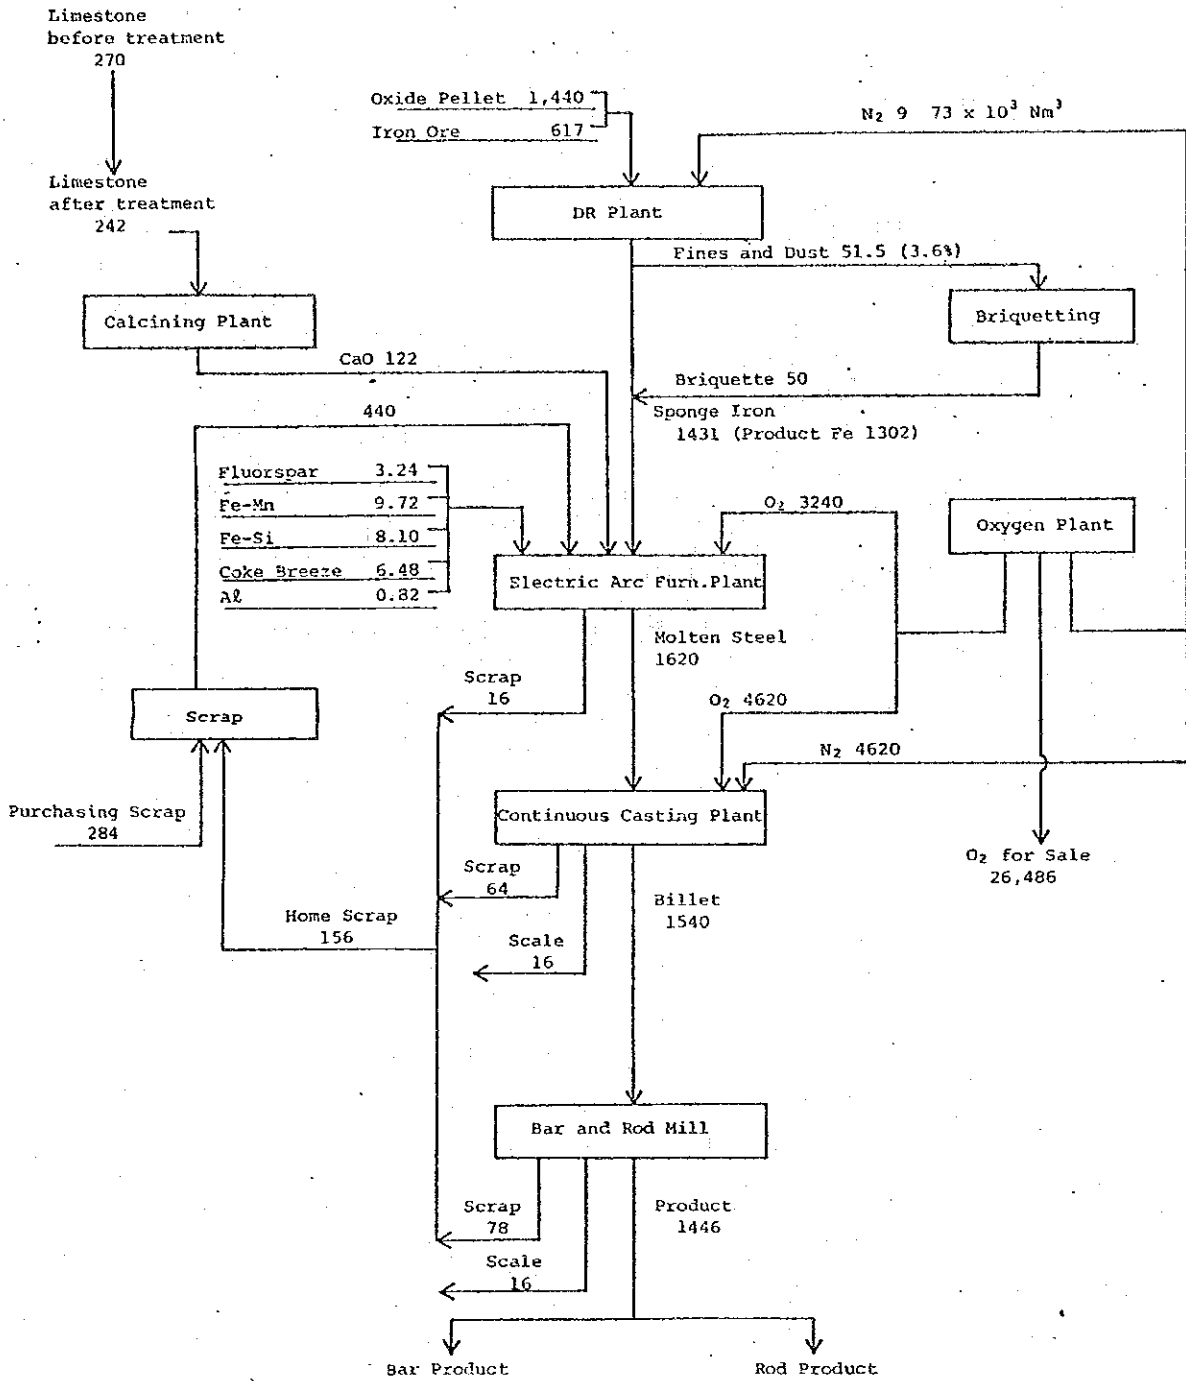 Limestone
before treatment
270
Oxide Pellet 1,440
Iron Ore 617
N₂ 9 73 x 10³ Nm³
Limestone
after treatment
242
DR Plant
Fines and Dust 51.5 (3.6%)
Calcining Plant
Briquetting
CaO 122
Briquette 50
440
Sponge Iron
1431 (Product Fe 1302)
Fluorspar 3.24
Fe-Mn 9.72
Fe-Si 8.10
Coke Breeze 6.48
Aℓ 0.82
O₂ 3240
Oxygen Plant
Electric Arc Furn.Plant
Molten Steel
1620
Scrap
16
Scrap
O₂ 4620
N₂ 4620
Purchasing Scrap
284
Continuous Casting Plant
O₂ for Sale
26,486
Scrap
64
Billet
1540
Home Scrap
156
Scale
16
Bar and Rod Mill
Scrap
78
Product
1446
Scale
16
Bar Product
Rod Product